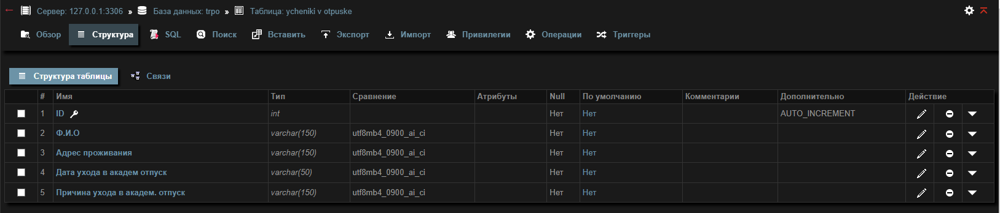 Сервер: 127.0.0.1:3306 » База данных: trpo » Таблица: ycheniki v otpuske
Обзор Структура SQL Поиск Вставить Экспорт Импорт Привилегии Операции Триггеры
Структура таблицы Связи
# Имя Тип Сравнение Атрибуты Null По умолчанию Комментарии Дополнительно Действие
1 ID int Нет Нет AUTO_INCREMENT
2 Ф.И.О varchar(150) utf8mb4_0900_ai_ci Нет Нет
3 Адрес проживания varchar(150) utf8mb4_0900_ai_ci Нет Нет
4 Дата ухода в академ отпуск varchar(50) utf8mb4_0900_ai_ci Нет Нет
5 Причина ухода в академ. отпуск varchar(150) utf8mb4_0900_ai_ci Нет Нет